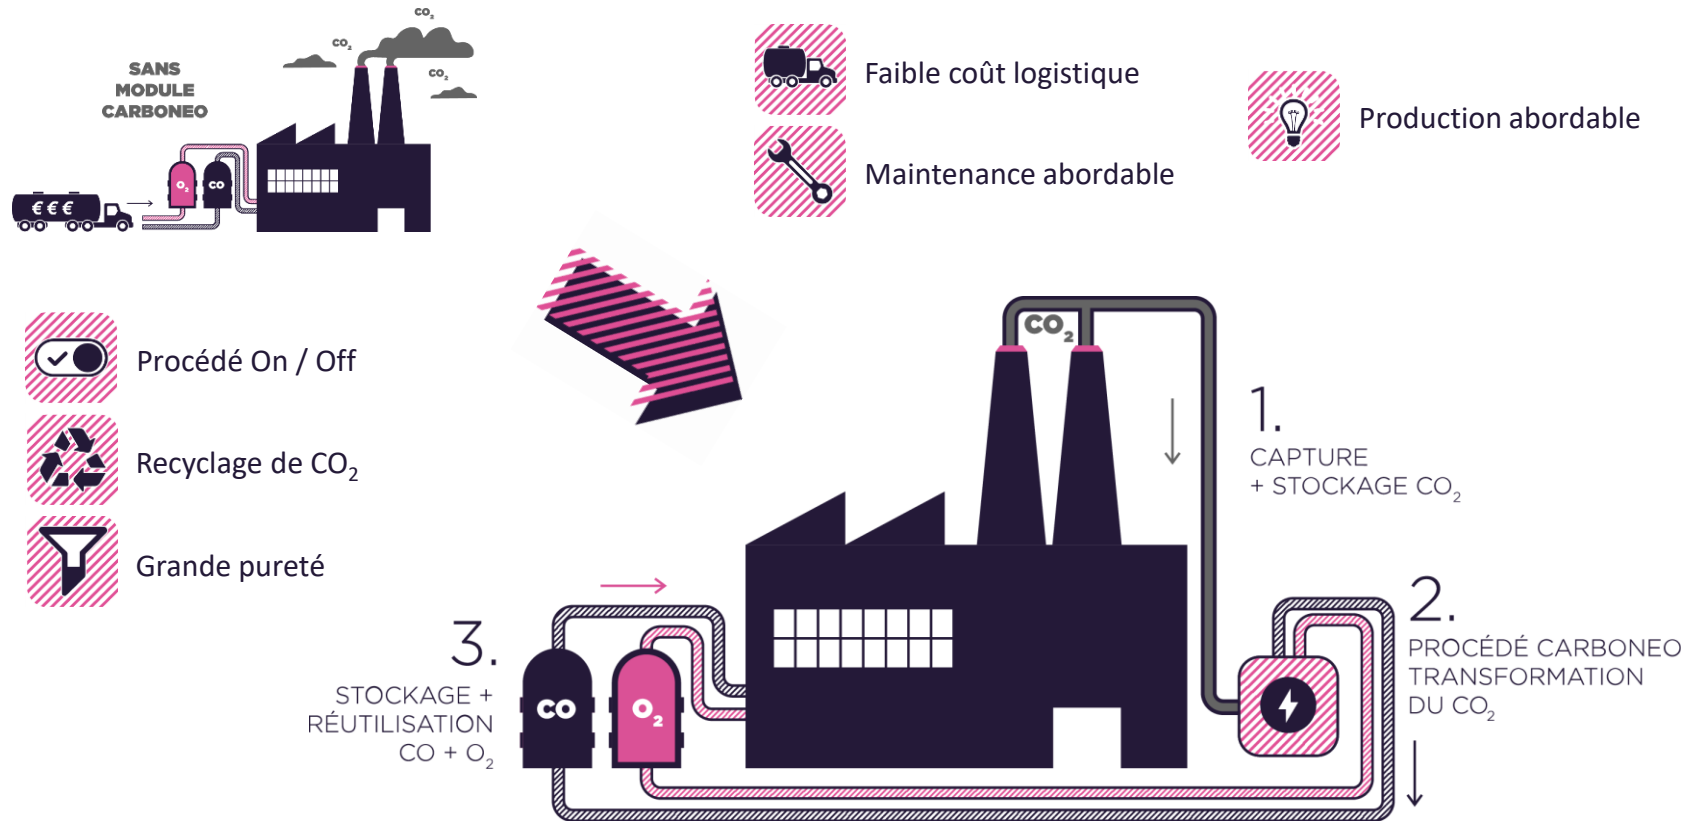 CO₂
CO₂
CO₂
SANS
MODULE
CARBONEO
O₂
CO
€€€
Faible coût logistique
Maintenance abordable
Production abordable
Procédé On / Off
Recyclage de CO₂
Grande pureté
CO₂
1.
CAPTURE
+ STOCKAGE CO₂
2.
PROCÉDÉ CARBONEO
TRANSFORMATION
DU CO₂
3.
STOCKAGE +
RÉUTILISATION
CO + O₂
CO
O₂